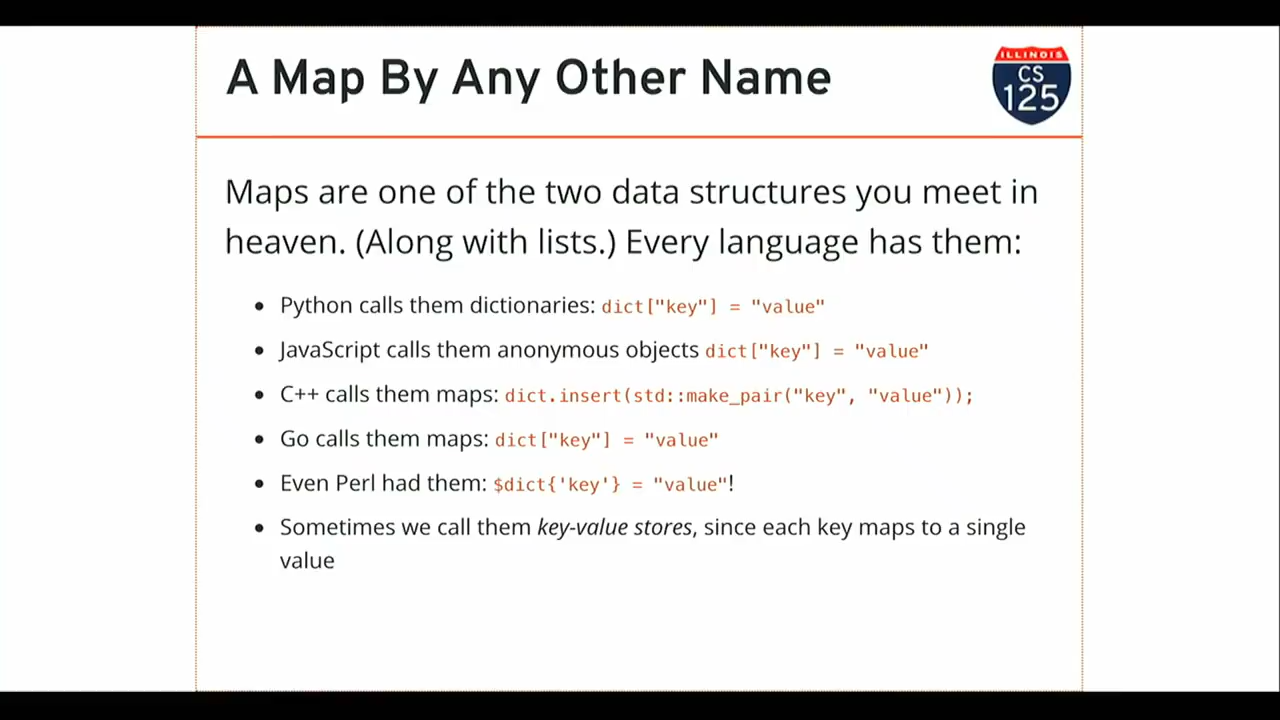 A Map By Any Other Name
ILLINOIS
CS
125
Maps are one of the two data structures you meet in
heaven. (Along with lists.) Every language has them:
• Python calls them dictionaries: dict["key"] = "value"
• JavaScript calls them anonymous objects dict["key"] = "value"
• C++ calls them maps: dict.insert(std::make_pair("key", "value"));
• Go calls them maps: dict["key"] = "value"
• Even Perl had them: $dict{'key'} = "value"!
• Sometimes we call them key-value stores, since each key maps to a single
value